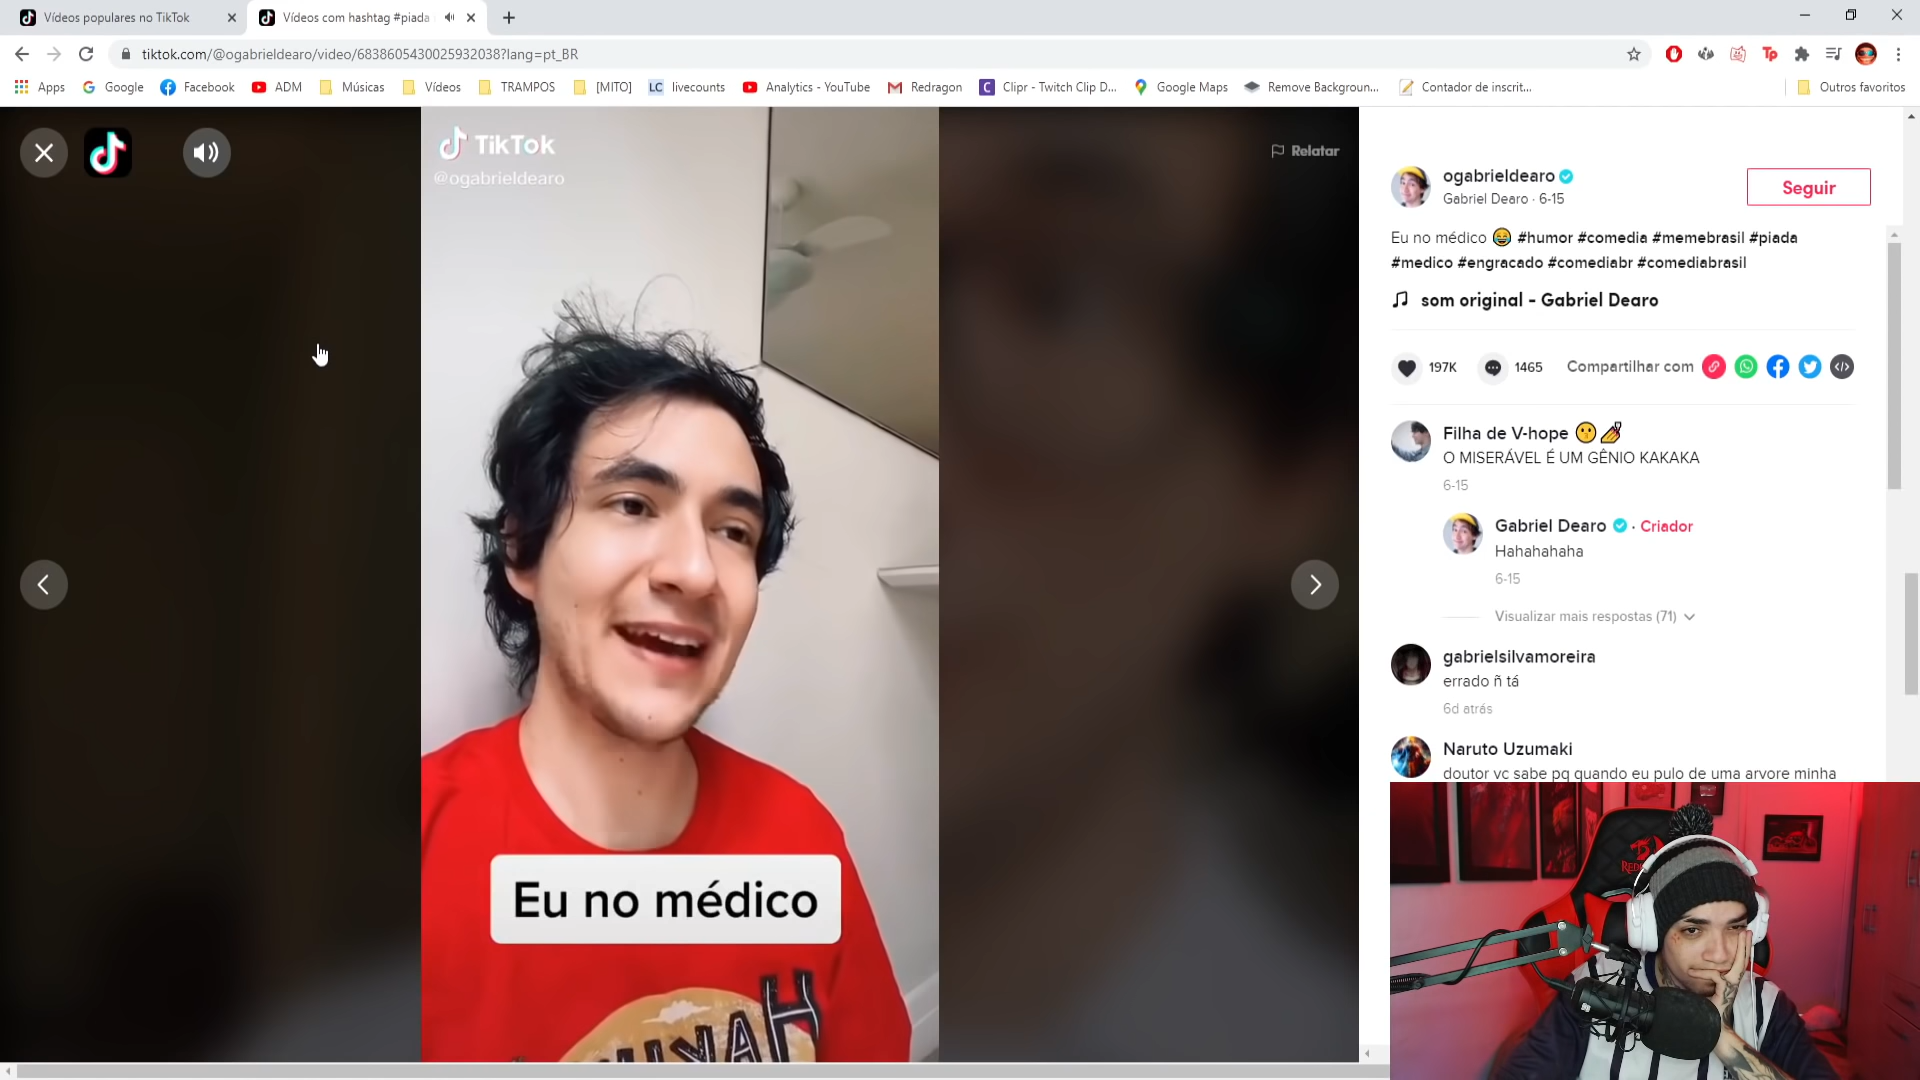 Vídeos populares no TikTok
Vídeos com hashtag #piada
tiktok.com/@ogabrieldearo/video/6838605430025932038?lang=pt_BR
Apps
Google
Facebook
ADM
Músicas
Vídeos
TRAMPOS
[MITO]
LC
livecounts
Analytics - YouTube
Redragon
C
Clipr - Twitch Clip D...
Google Maps
Remove Backgroun...
Contador de inscrit...
Outros favoritos
TikTok
@ogabrieldearo
Relatar
Eu no médico
ogabrieldearo
Gabriel Dearo · 6-15
Seguir
Eu no médico 😂 #humor #comedia #memebrasil #piada
#medico #engracado #comediabr #comediabrasil
som original - Gabriel Dearo
197K
1465
Compartilhar com
Filha de V-hope 😗💅
O MISERÁVEL É UM GÊNIO KAKAKA
6-15
Gabriel Dearo · Criador
Hahahahaha
6-15
Visualizar mais respostas (71)
gabrielsilvamoreira
errado ñ tá
6d atrás
Naruto Uzumaki
doutor vc sabe pq quando eu pulo de uma arvore minha